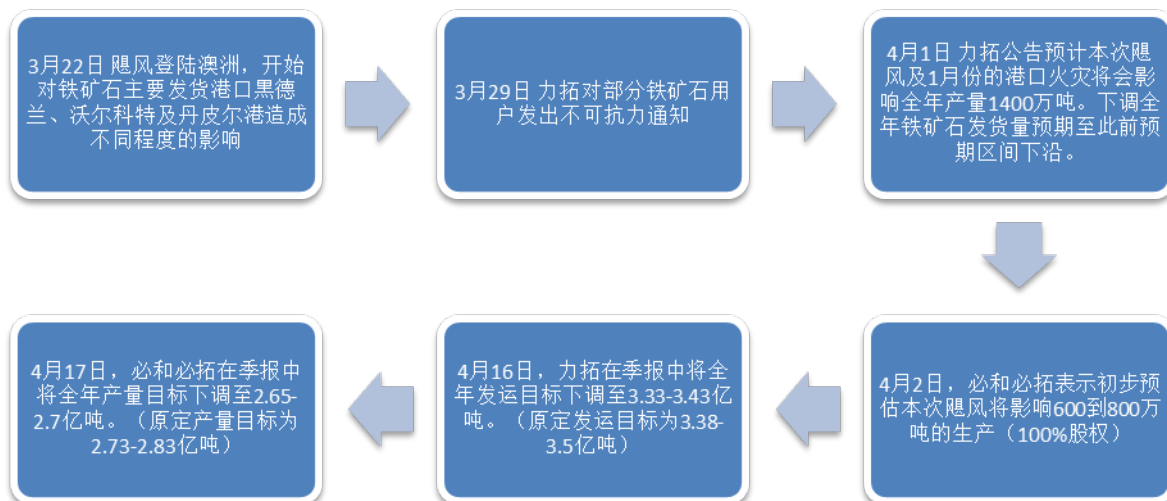 3月22日 飓风登陆澳洲，开始
对铁矿石主要发货港口黑德
兰、沃尔科特及丹皮尔港造成
不同程度的影响
3月29日 力拓对部分铁矿石用
户发出不可抗力通知
4月1日 力拓公告预计本次飓
风及1月份的港口火灾将会影
响全年产量1400万吨。下调全
年铁矿石发货量预期至此前预
期区间下沿。
4月2日，必和必拓表示初步预
估本次飓风将影响600到800万
吨的生产（100%股权）
4月16日，力拓在季报中将全
年发运目标下调至3.33-3.43亿
吨。（原定发运目标为3.38-
3.5亿吨）
4月17日，必和必拓在季报中
将全年产量目标下调至2.65-
2.7亿吨。（原定产量目标为
2.73-2.83亿吨）